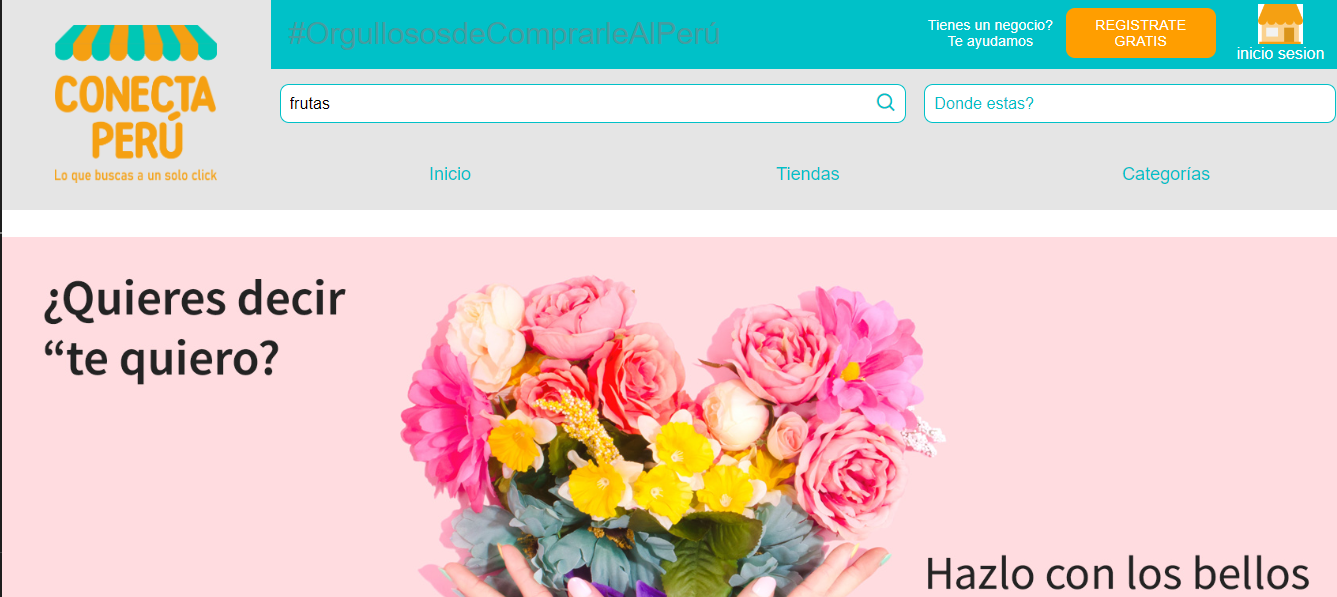 CONECTA
PERÚ
Lo que buscas a un solo click
#OrgullososdeComprarleAlPerú
Tienes un negocio?
Te ayudamos
REGISTRATE
GRATIS
inicio sesion
frutas
Donde estas?
Inicio
Tiendas
Categorías
¿Quieres decir
“te quiero?
Hazlo con los bellos